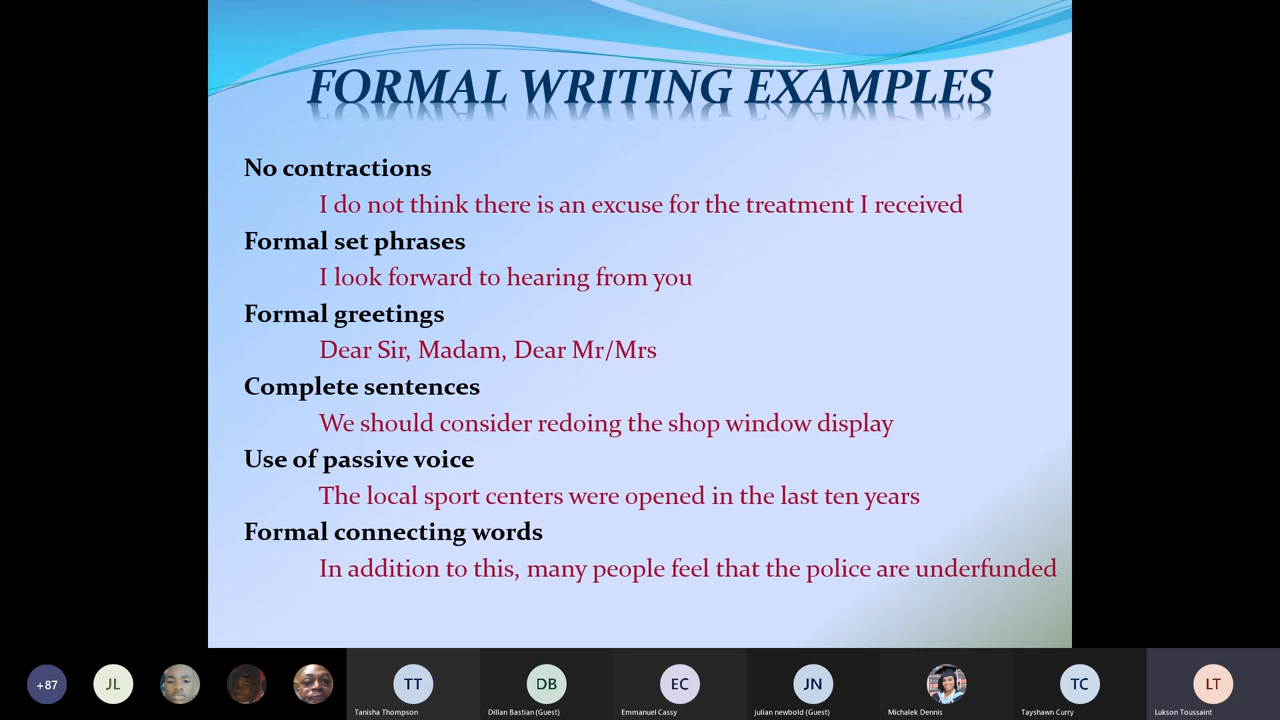 FORMAL WRITING EXAMPLES
No contractions
I do not think there is an excuse for the treatment I received
Formal set phrases
I look forward to hearing from you
Formal greetings
Dear Sir, Madam, Dear Mr/Mrs
Complete sentences
We should consider redoing the shop window display
Use of passive voice
The local sport centers were opened in the last ten years
Formal connecting words
In addition to this, many people feel that the police are underfunded
+87
JL
TT
DB
EC
JN
TC
LT
Tanisha Thompson
Dillan Bastian (Guest)
Emmanuel Cassy
julian newbold (Guest)
Michalek Dennis
Tayshawn Curry
Lukson Toussaint